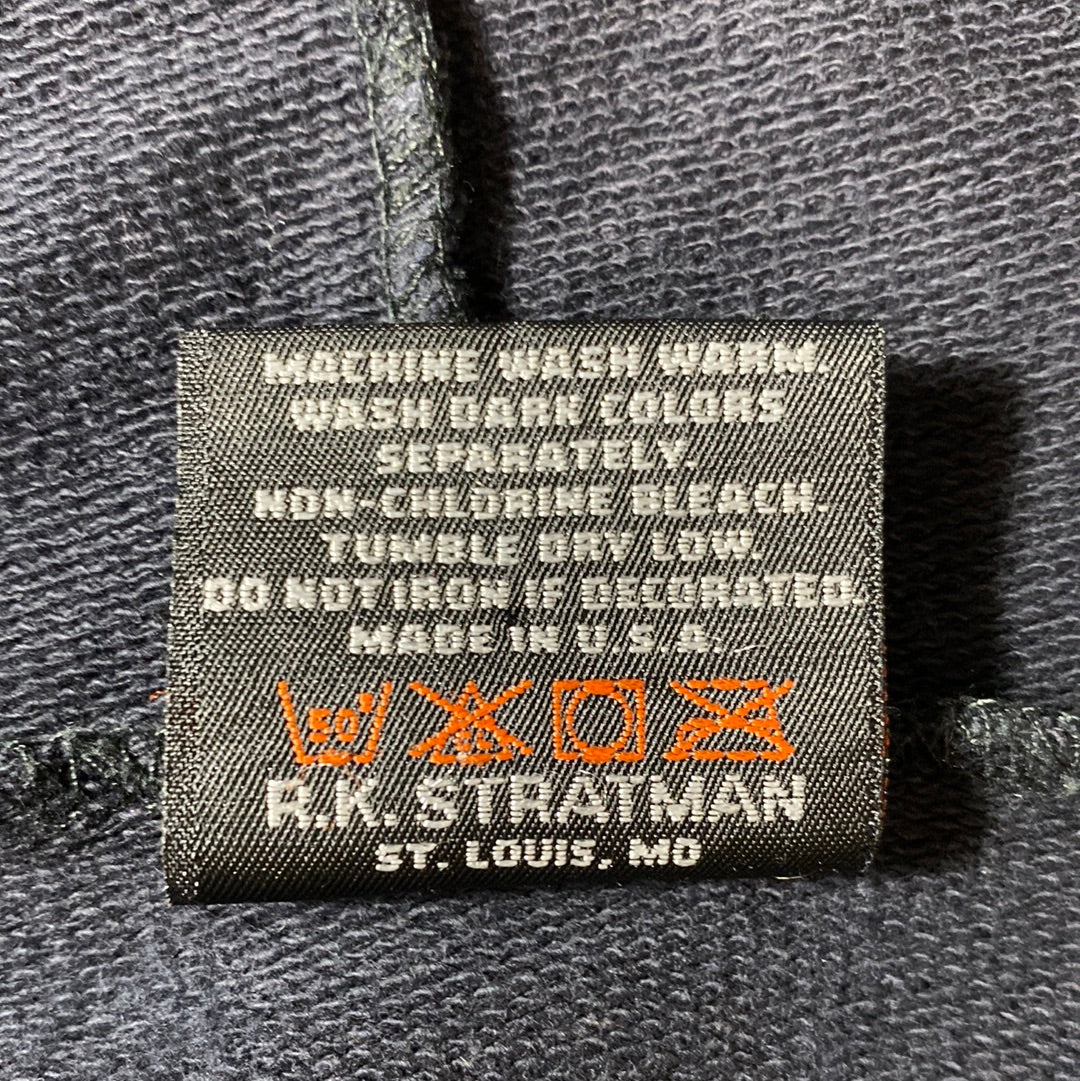 MACHINE WASH WARM.
WASH DARK COLORS
SEPARATELY.
NON-CHLORINE BLEACH.
TUMBLE DRY LOW.
DO NOT IRON IF DECORATED.
MADE IN U.S.A.
50°
R.K. STRATMAN
ST. LOUIS, MO